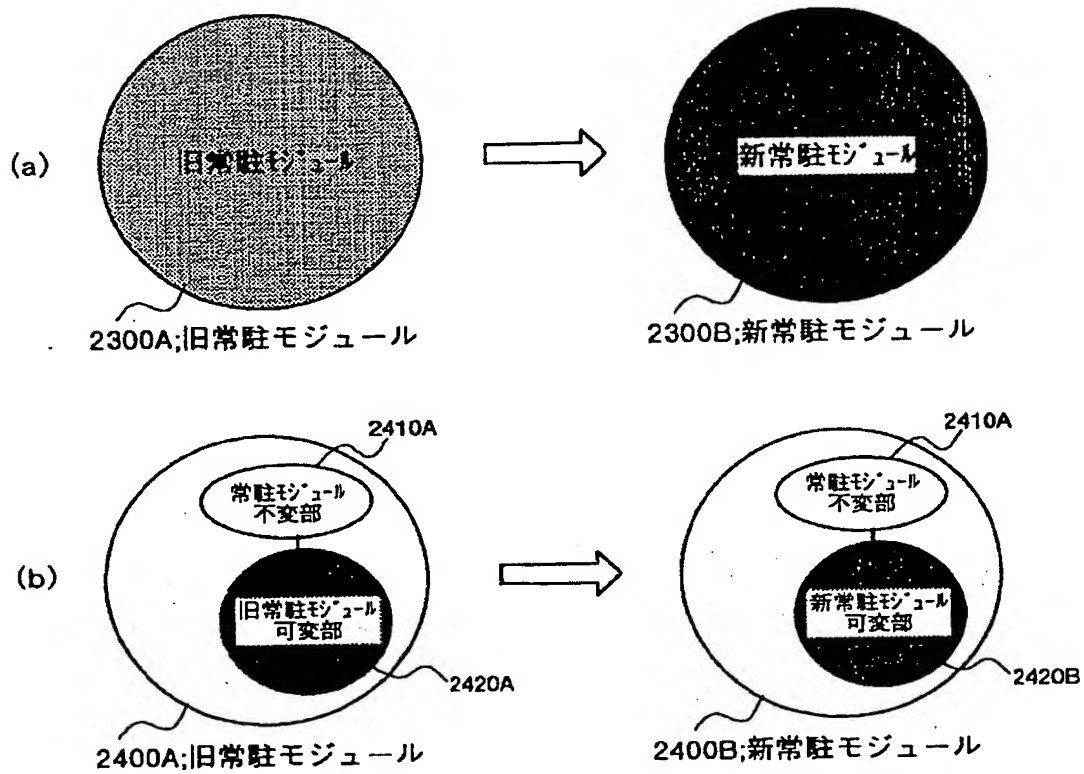 (a)
旧常駐ﾓｼﾞｭｰﾙ
新常駐ﾓｼﾞｭｰﾙ
2300A;旧常駐モジュール
2300B;新常駐モジュール
(b)
2410A
常駐ﾓｼﾞｭｰﾙ
不変部
旧常駐ﾓｼﾞｭｰﾙ
可変部
2420A
2400A;旧常駐モジュール
2410A
常駐ﾓｼﾞｭｰﾙ
不変部
新常駐ﾓｼﾞｭｰﾙ
可変部
2420B
2400B;新常駐モジュール